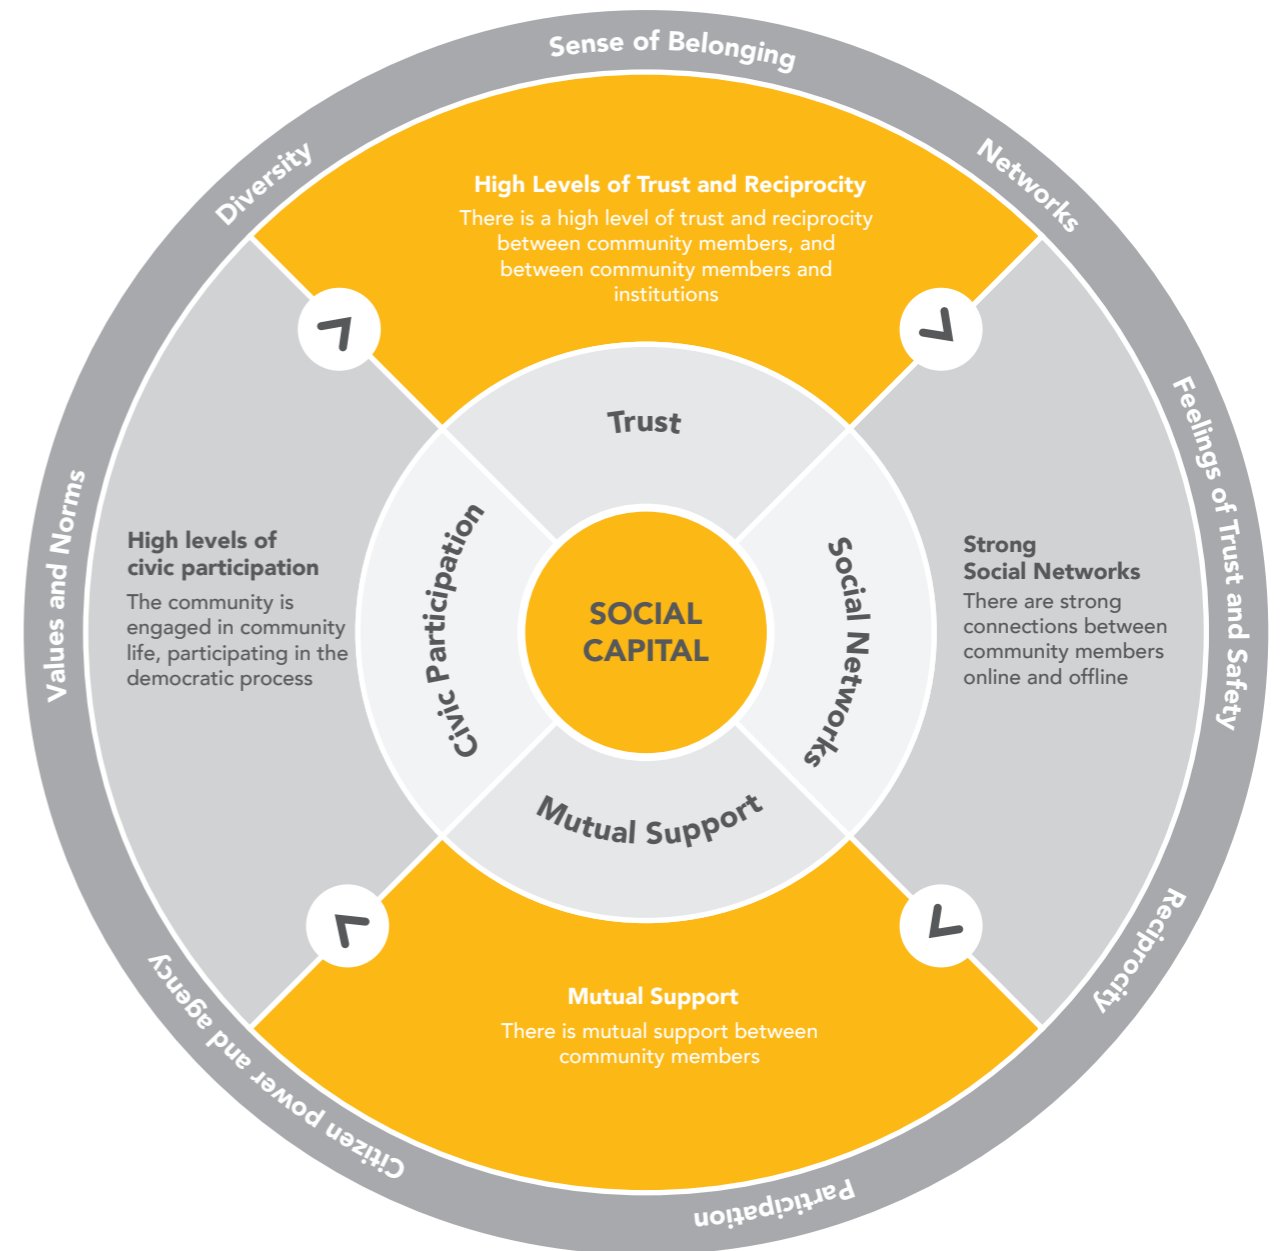 Sense of Belonging
Networks
Feelings of Trust and Safety
Reciprocity
Participation
Citizen power and agency
Values and Norms
Diversity
High Levels of Trust and Reciprocity
There is a high level of trust and reciprocity
between community members, and
between community members and
institutions
Trust
Social Networks
Mutual Support
Civic Participation
SOCIAL
CAPITAL
High levels of
civic participation
The community is
engaged in community
life, participating in the
democratic process
Strong
Social Networks
There are strong
connections between
community members
online and offline
Mutual Support
There is mutual support between
community members